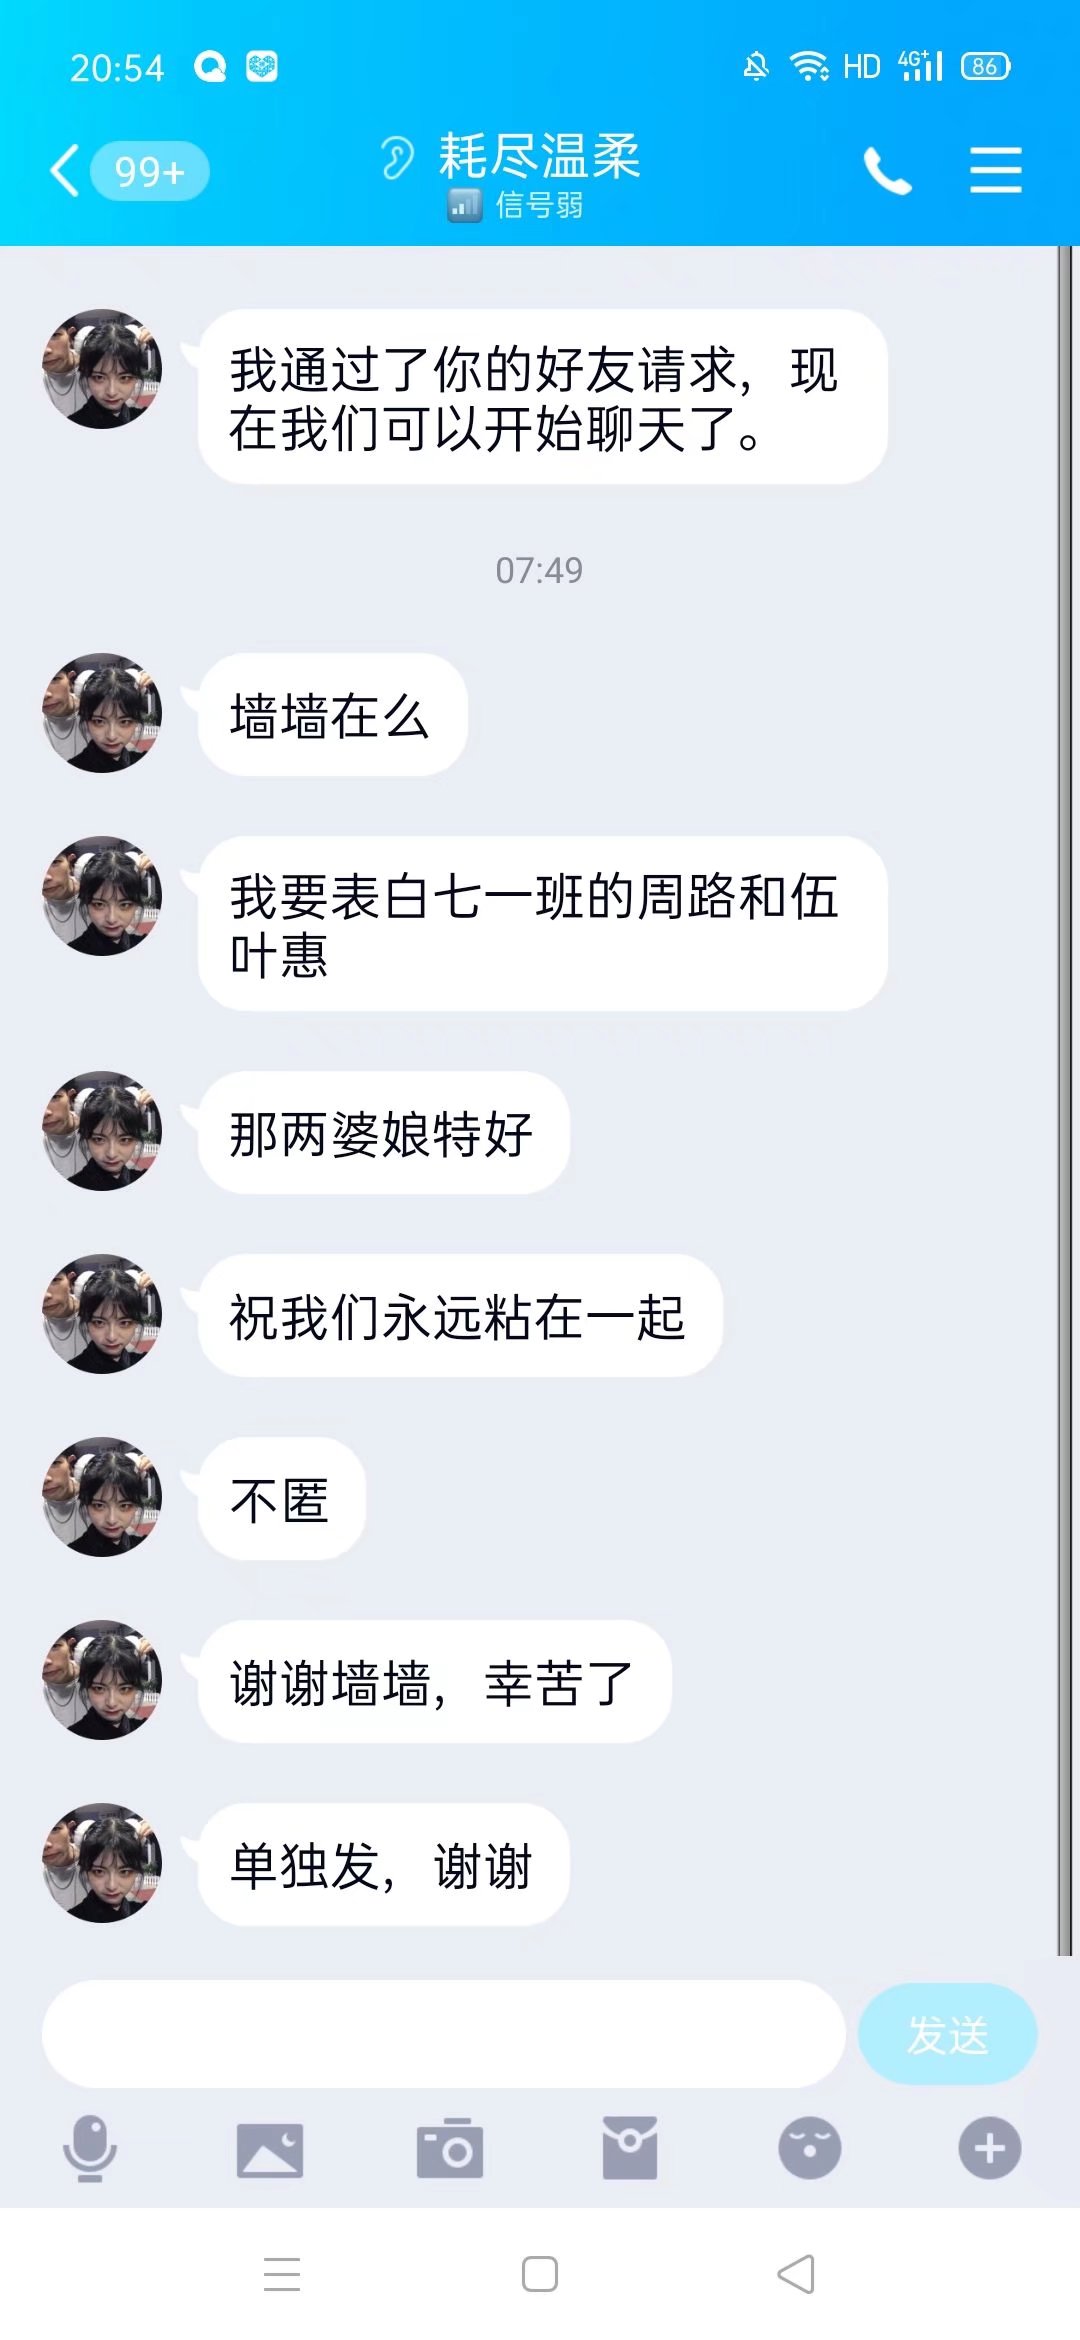 20:54
HD
4G+
86
99+
耗尽温柔
信号弱
我通过了你的好友请求，现
在我们可以开始聊天了。
07:49
墙墙在么
我要表白七一班的周路和伍
叶惠
那两婆娘特好
祝我们永远粘在一起
不匿
谢谢墙墙，幸苦了
单独发，谢谢
发送